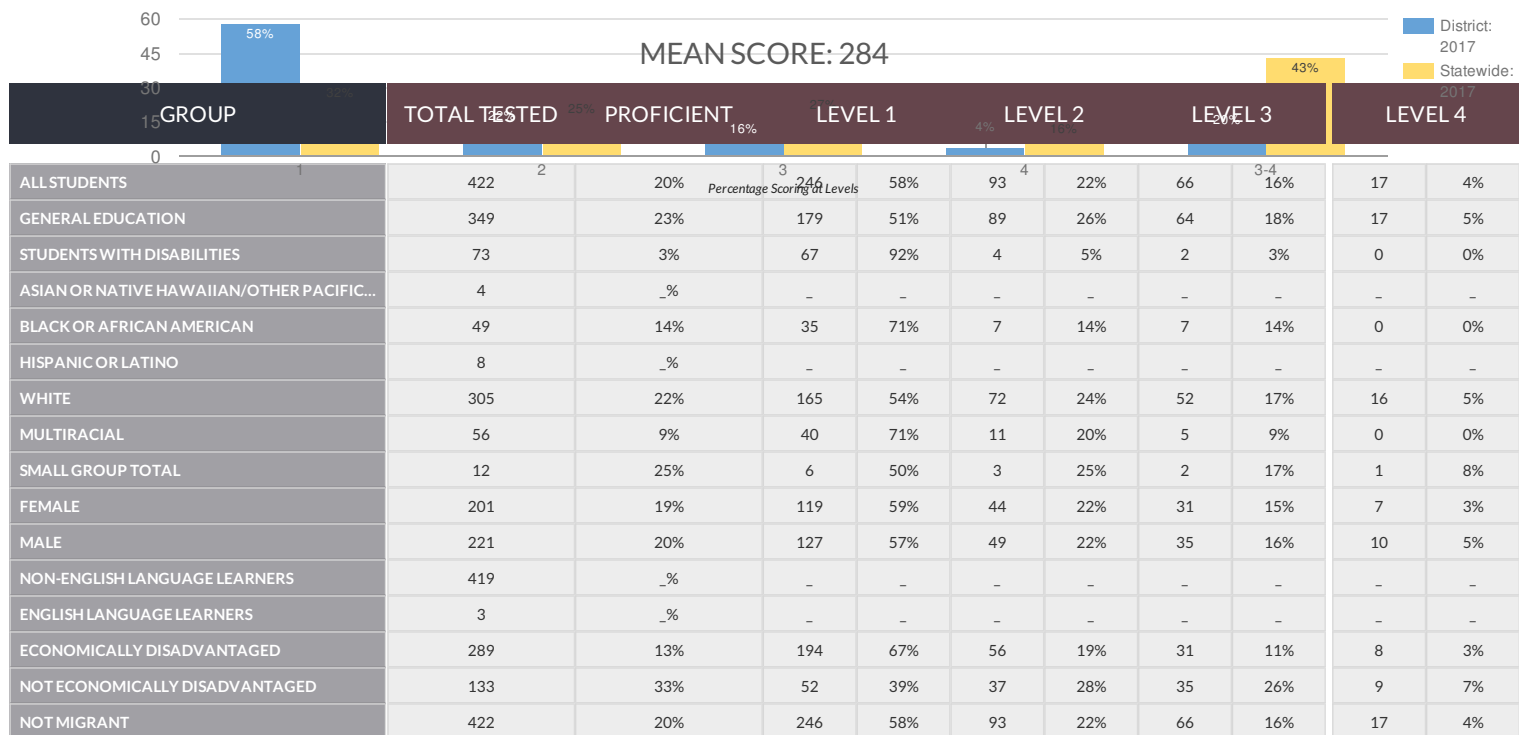 60
58%
District:
2017
45
MEAN SCORE: 284
43%
Statewide:
2017
30
32%
27%
25%
22%
15
GROUP TOTAL TESTED PROFICIENT LEVEL 1 LEVEL 2 LEVEL 3 LEVEL 4
20%
16% 4% 16%
0
1 2 3 4 3-4
ALL STUDENTS 422 20% 246 58% 93 22% 66 16% 17 4%
Percentage Scoring at Levels
GENERAL EDUCATION 349 23% 179 51% 89 26% 64 18% 17 5%
STUDENTS WITH DISABILITIES 73 3% 67 92% 4 5% 2 3% 0 0%
ASIAN OR NATIVE HAWAIIAN/OTHER PACIFIC... 4 _% _ _ _ _ _ _ _ _
BLACK OR AFRICAN AMERICAN 49 14% 35 71% 7 14% 7 14% 0 0%
HISPANIC OR LATINO 8 _% _ _ _ _ _ _ _ _
WHITE 305 22% 165 54% 72 24% 52 17% 16 5%
MULTIRACIAL 56 9% 40 71% 11 20% 5 9% 0 0%
SMALL GROUP TOTAL 12 25% 6 50% 3 25% 2 17% 1 8%
FEMALE 201 19% 119 59% 44 22% 31 15% 7 3%
MALE 221 20% 127 57% 49 22% 35 16% 10 5%
NON-ENGLISH LANGUAGE LEARNERS 419 _% _ _ _ _ _ _ _ _
ENGLISH LANGUAGE LEARNERS 3 _% _ _ _ _ _ _ _ _
ECONOMICALLY DISADVANTAGED 289 13% 194 67% 56 19% 31 11% 8 3%
NOT ECONOMICALLY DISADVANTAGED 133 33% 52 39% 37 28% 35 26% 9 7%
NOT MIGRANT 422 20% 246 58% 93 22% 66 16% 17 4%